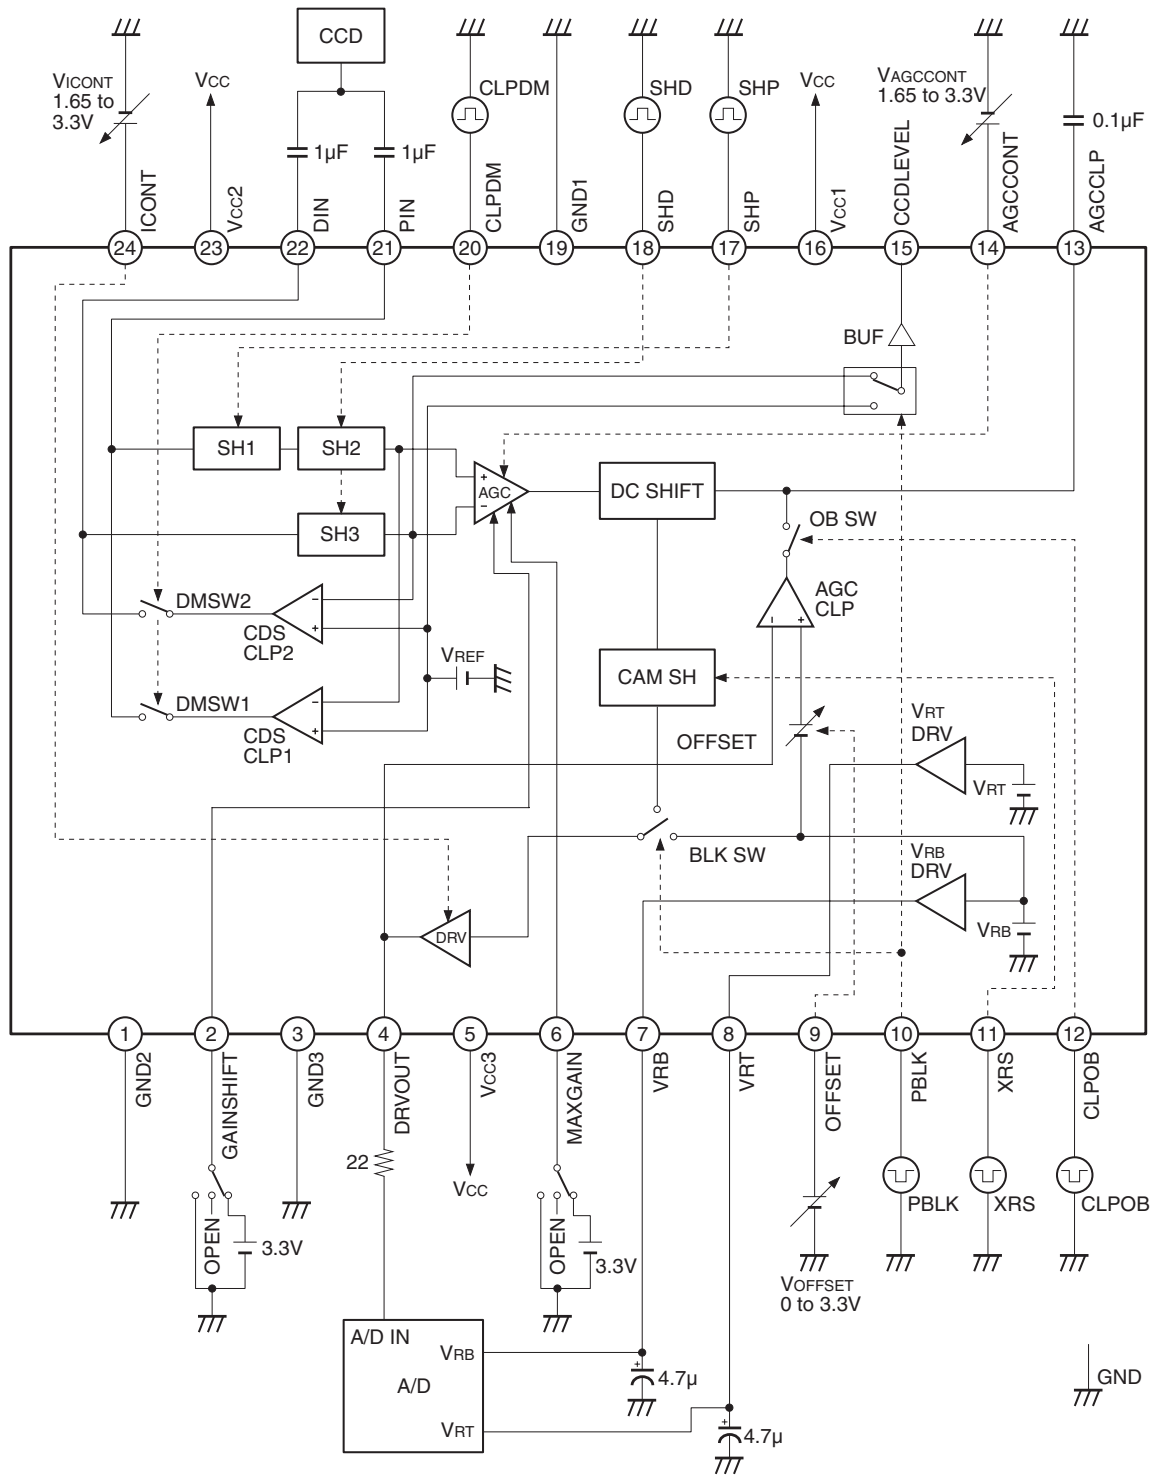 CCD
VICONT
1.65 to
3.3V
VCC
1µF
1µF
CLPDM
SHD
SHP
VCC
VAGCCONT
1.65 to 3.3V
0.1µF
ICONT
VCC2
DIN
PIN
CLPDM
GND1
SHD
SHP
VCC1
CCDLEVEL
AGCCONT
AGCCLP
24
23
22
21
20
19
18
17
16
15
14
13
BUF
SH1
SH2
+
AGC
−
DC SHIFT
OB SW
SH3
AGC
CLP
− +
DMSW2
−
+
CDS
CLP2
VREF
CAM SH
DMSW1
−
+
CDS
CLP1
OFFSET
VRT
DRV
VRT
BLK SW
VRB
DRV
VRB
DRV
1
2
3
4
5
6
7
8
9
10
11
12
GND2
GAINSHIFT
GND3
DRVOUT
VCC3
MAXGAIN
VRB
VRT
OFFSET
PBLK
XRS
CLPOB
22
VCC
OPEN
3.3V
OPEN
3.3V
PBLK
XRS
CLPOB
VOFFSET
0 to 3.3V
A/D IN
VRB
A/D
VRT
+
4.7µ
+
4.7µ
GND